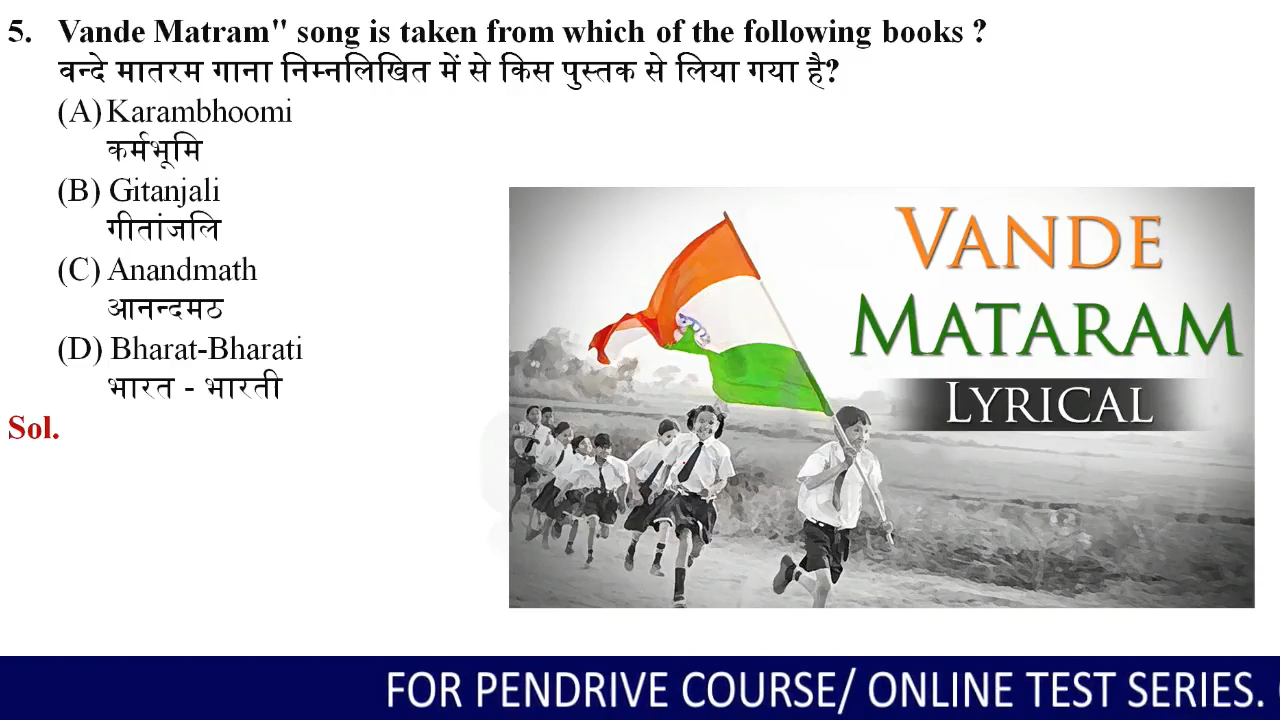 5. Vande Matram" song is taken from which of the following books ?
वन्दे मातरम गाना निम्नलिखित में से किस पुस्तक से लिया गया है?
(A) Karambhoomi
कर्मभूमि
(B) Gitanjali
गीतांजलि
(C) Anandmath
आनन्दमठ
(D) Bharat-Bharati
भारत - भारती
Sol.
VANDE
MATARAM
LYRICAL
FOR PENDRIVE COURSE/ ONLINE TEST SERIES.